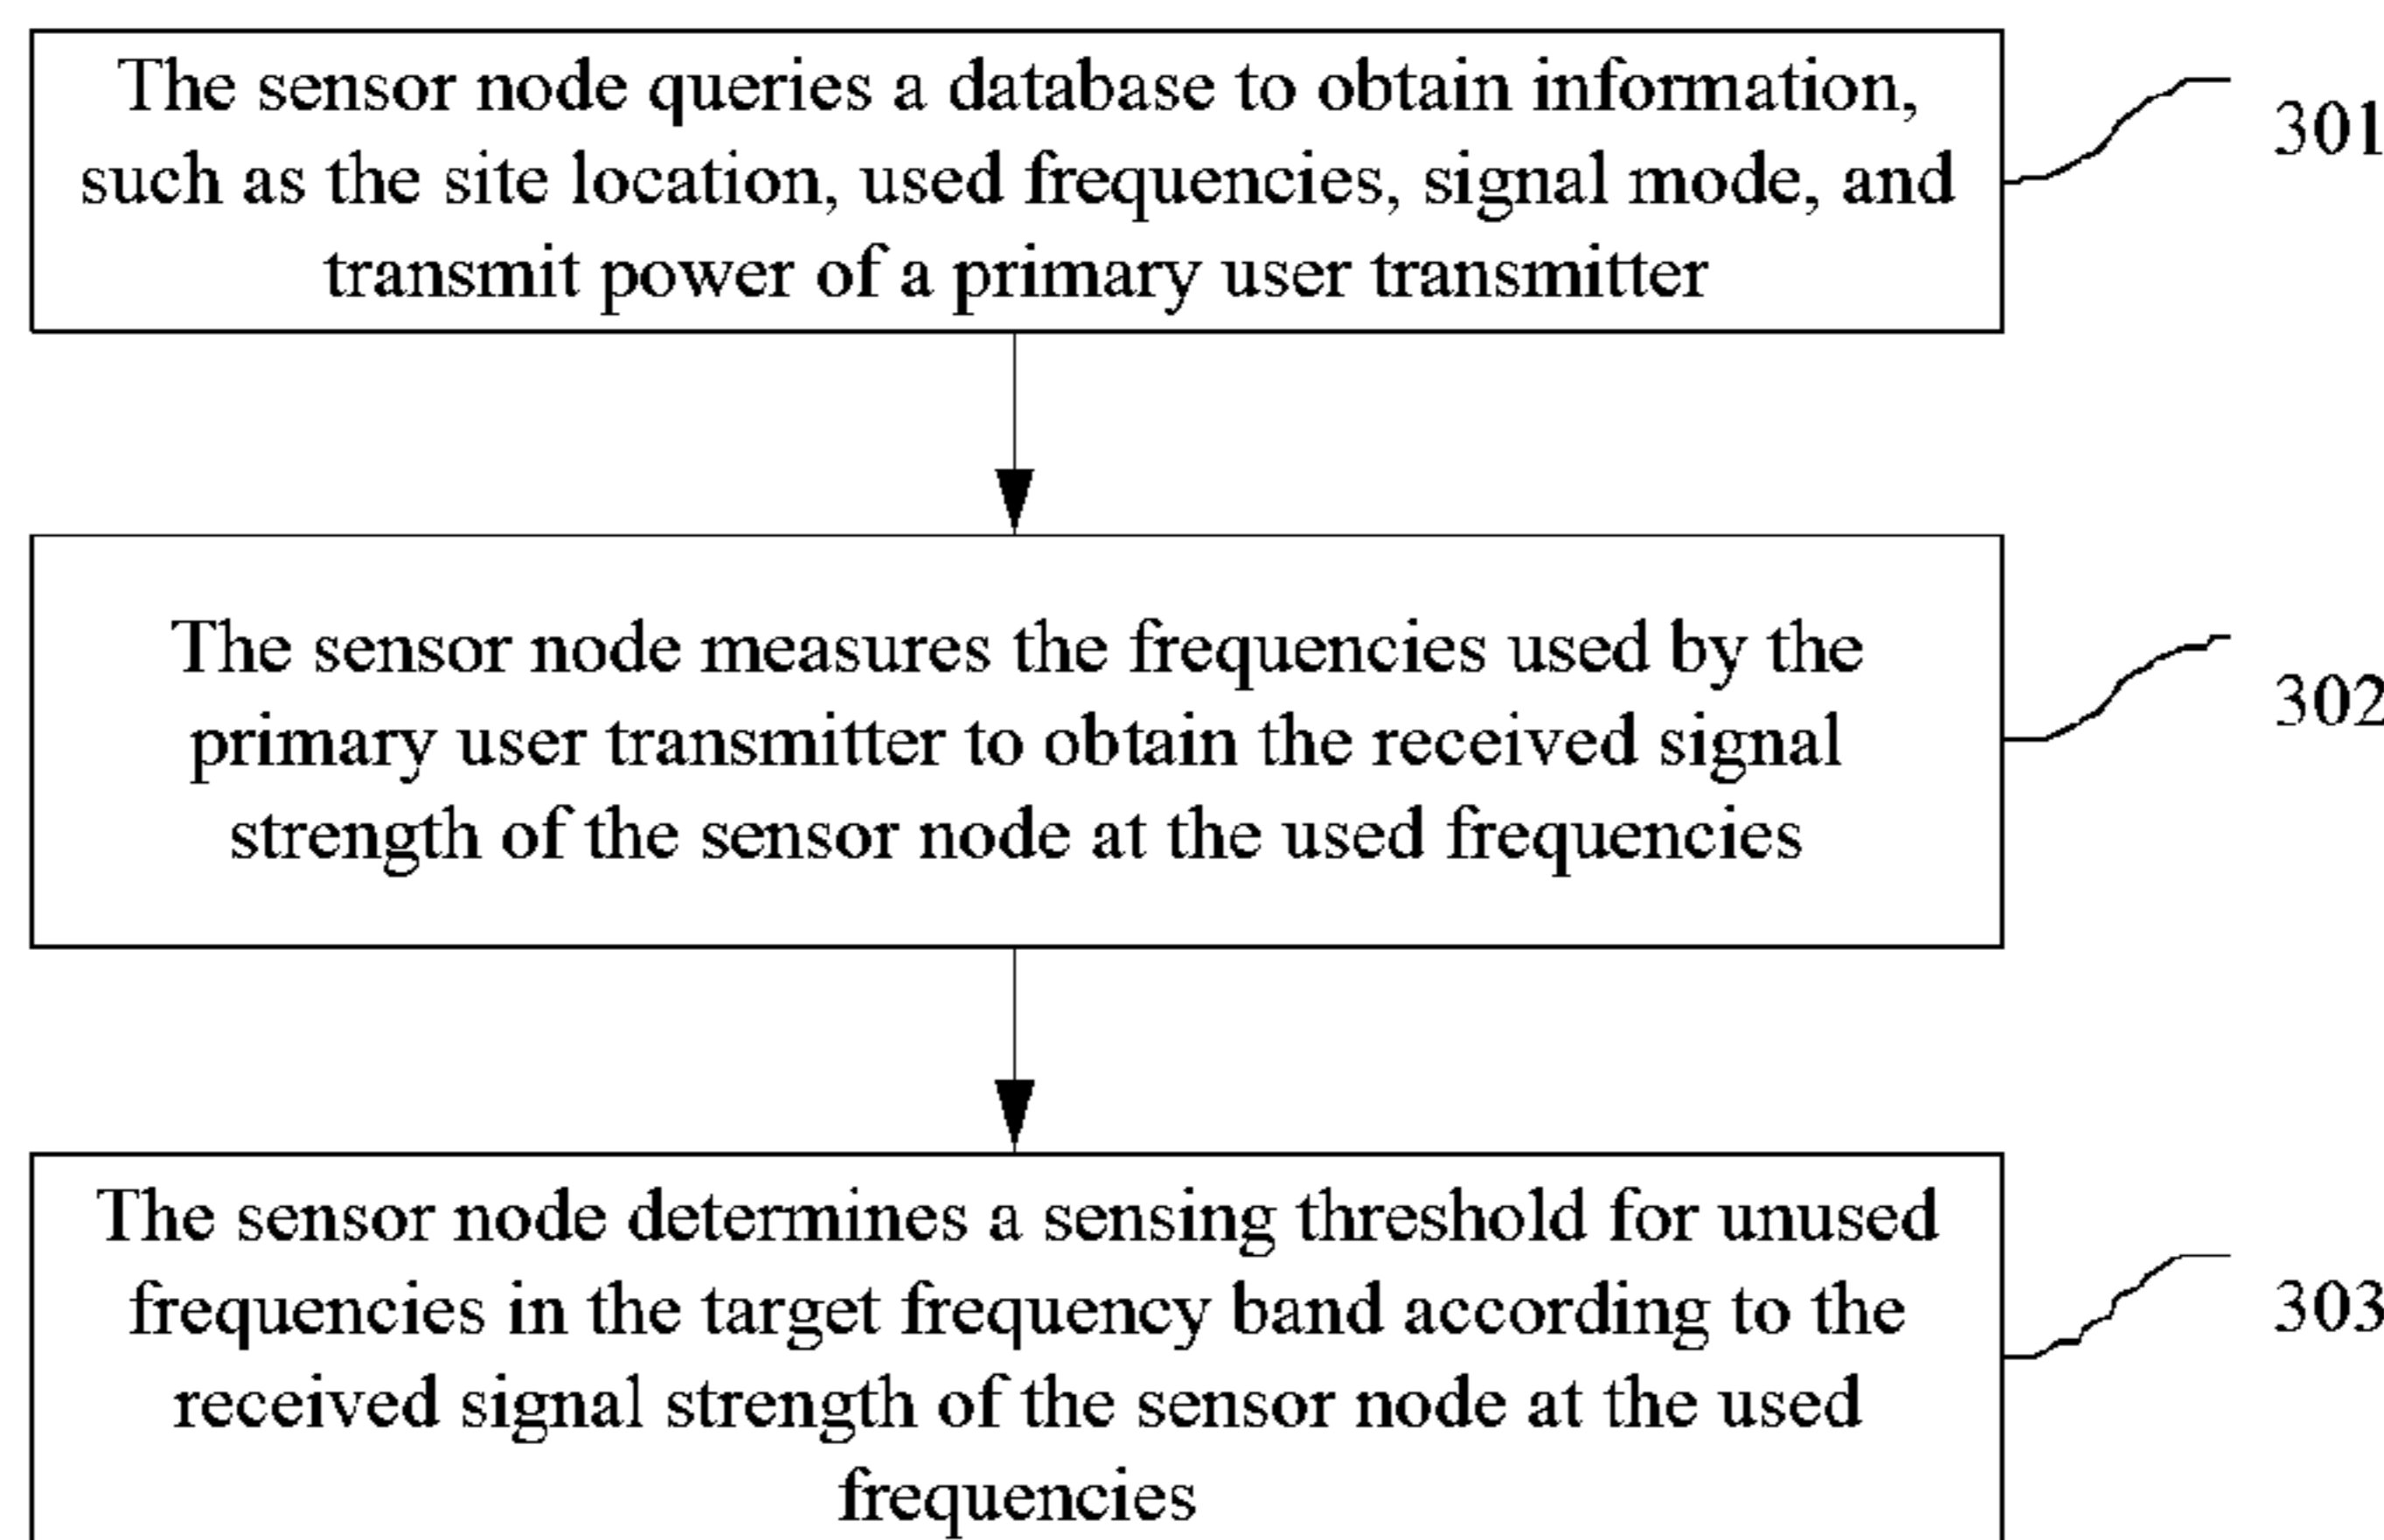 The sensor node queries a database to obtain information,
such as the site location, used frequencies, signal mode, and
transmit power of a primary user transmitter
301
The sensor node measures the frequencies used by the
primary user transmitter to obtain the received signal
strength of the sensor node at the used frequencies
302
The sensor node determines a sensing threshold for unused
frequencies in the target frequency band according to the
received signal strength of the sensor node at the used
frequencies
303